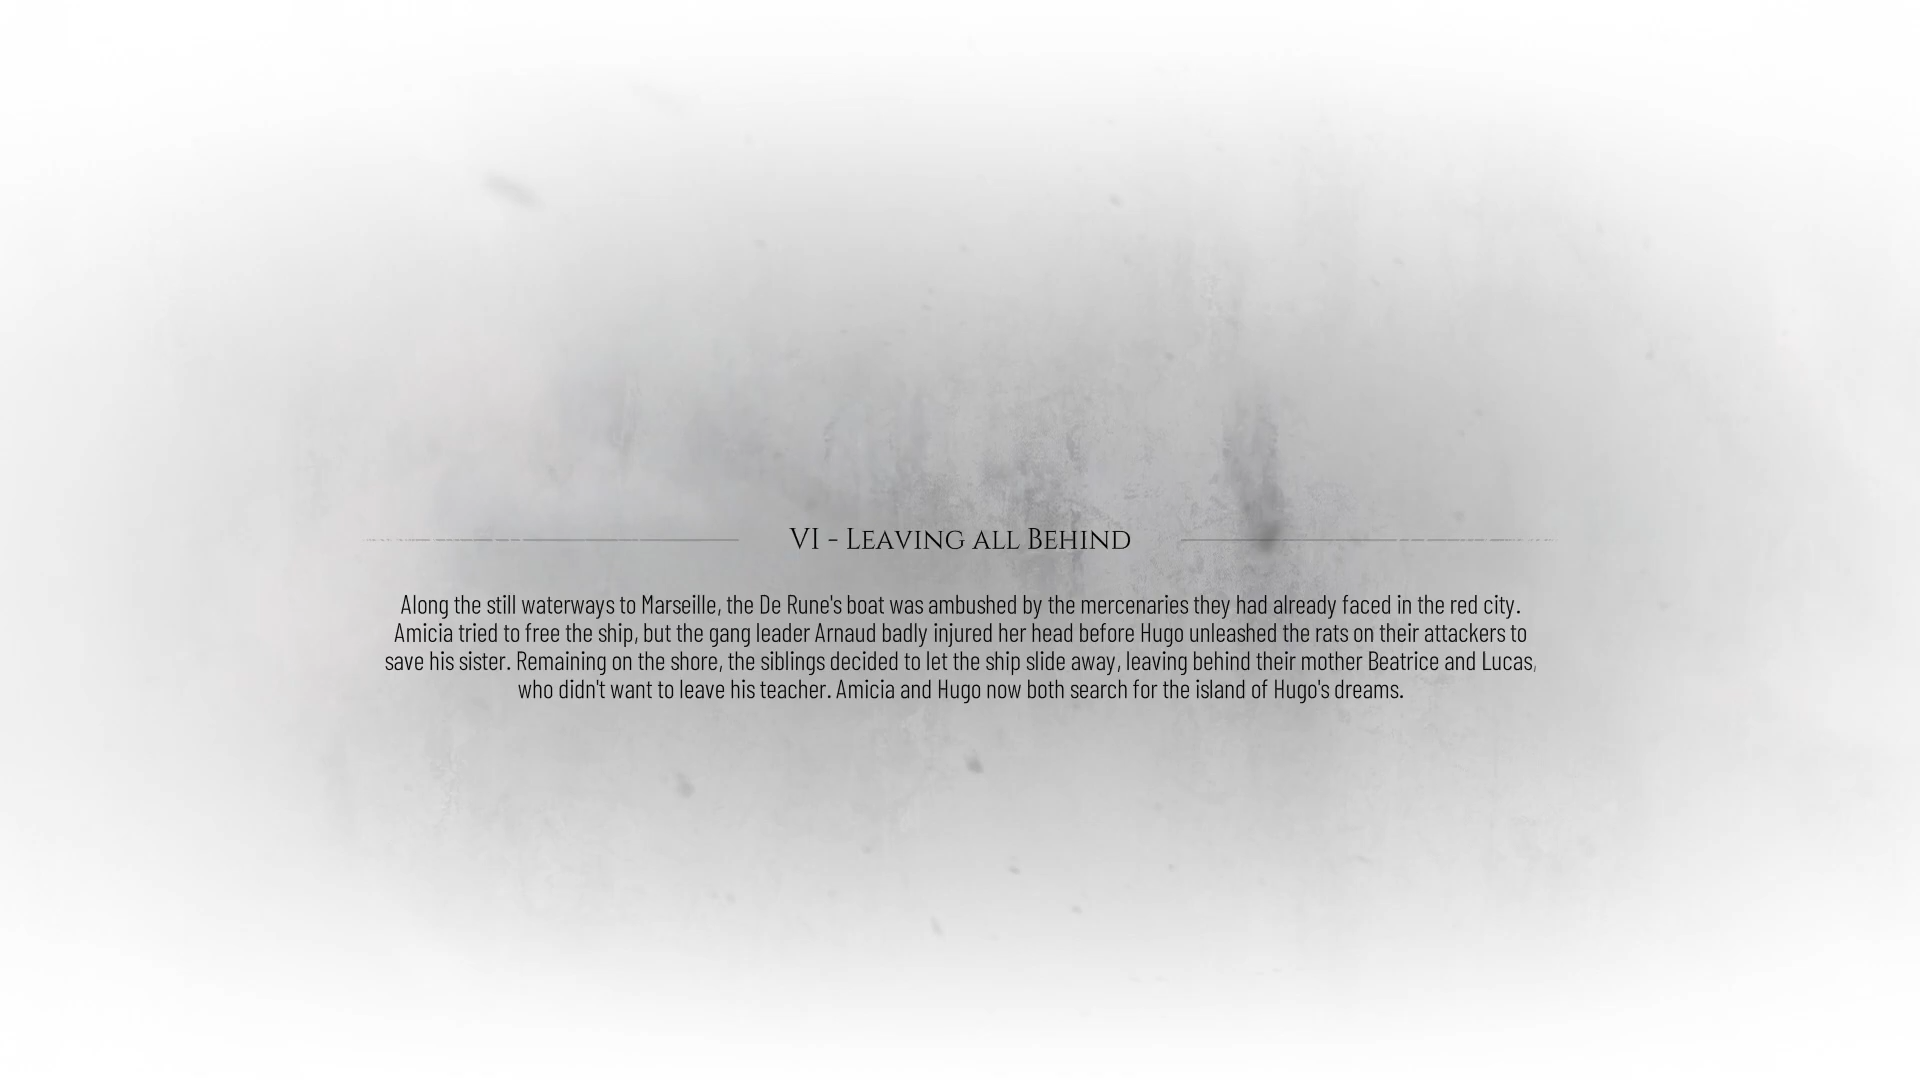 VI - Leaving all Behind
Along the still waterways to Marseille, the De Rune's boat was ambushed by the mercenaries they had already faced in the red city.
Amicia tried to free the ship, but the gang leader Arnaud badly injured her head before Hugo unleashed the rats on their attackers to
save his sister. Remaining on the shore, the siblings decided to let the ship slide away, leaving behind their mother Beatrice and Lucas,
who didn't want to leave his teacher. Amicia and Hugo now both search for the island of Hugo's dreams.